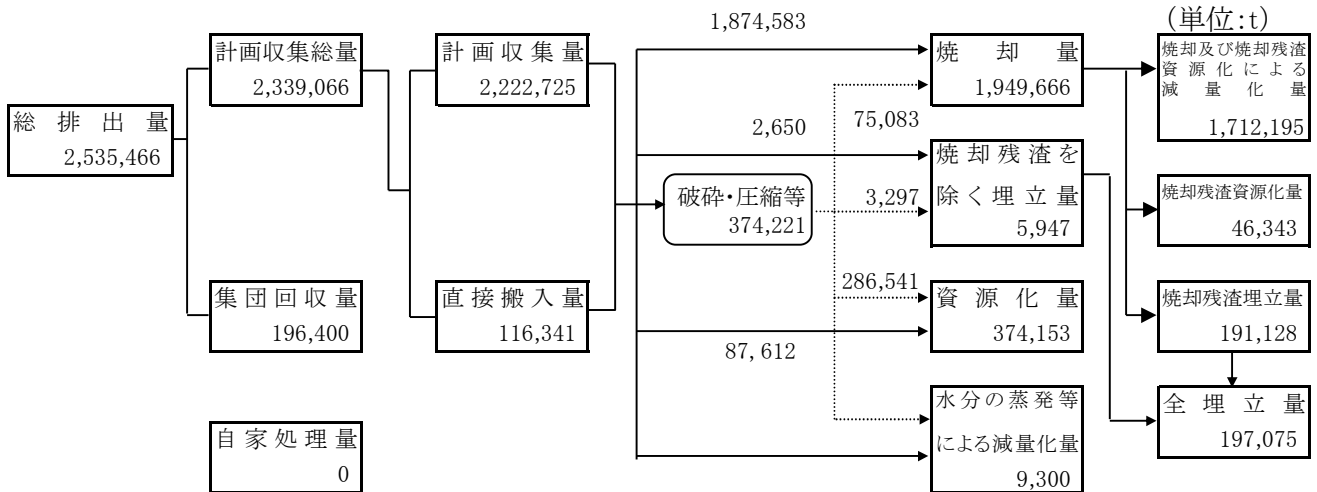 (単位:t)
総排出量
2,535,466
計画収集総量
2,339,066
集団回収量
196,400
自家処理量
0
計画収集量
2,222,725
直接搬入量
116,341
1,874,583
2,650
破砕・圧縮等
374,221
87,612
75,083
3,297
286,541
焼却量
1,949,666
焼却残渣を
除く埋立量
5,947
資源化量
374,153
水分の蒸発等
による減量化量
9,300
焼却及び焼却残渣
資源化による
減量化量
1,712,195
焼却残渣資源化量
46,343
焼却残渣埋立量
191,128
全埋立量
197,075